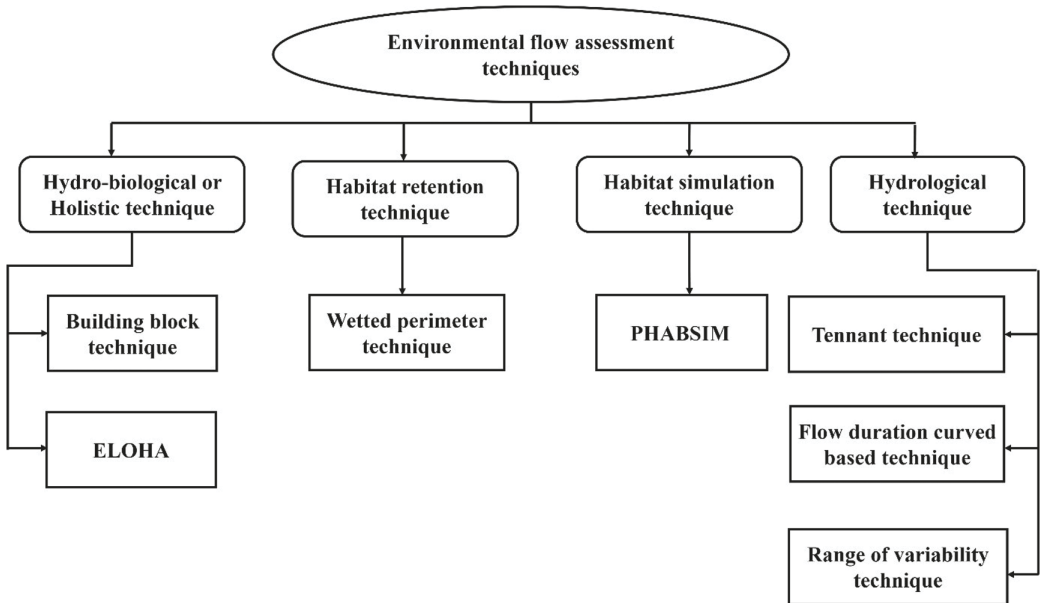 Environmental flow assessment
techniques
Hydro-biological or
Holistic technique
Habitat retention
technique
Habitat simulation
technique
Hydrological
technique
Building block
technique
ELOHA
Wetted perimeter
technique
PHABSIM
Tennant technique
Flow duration curved
based technique
Range of variability
technique